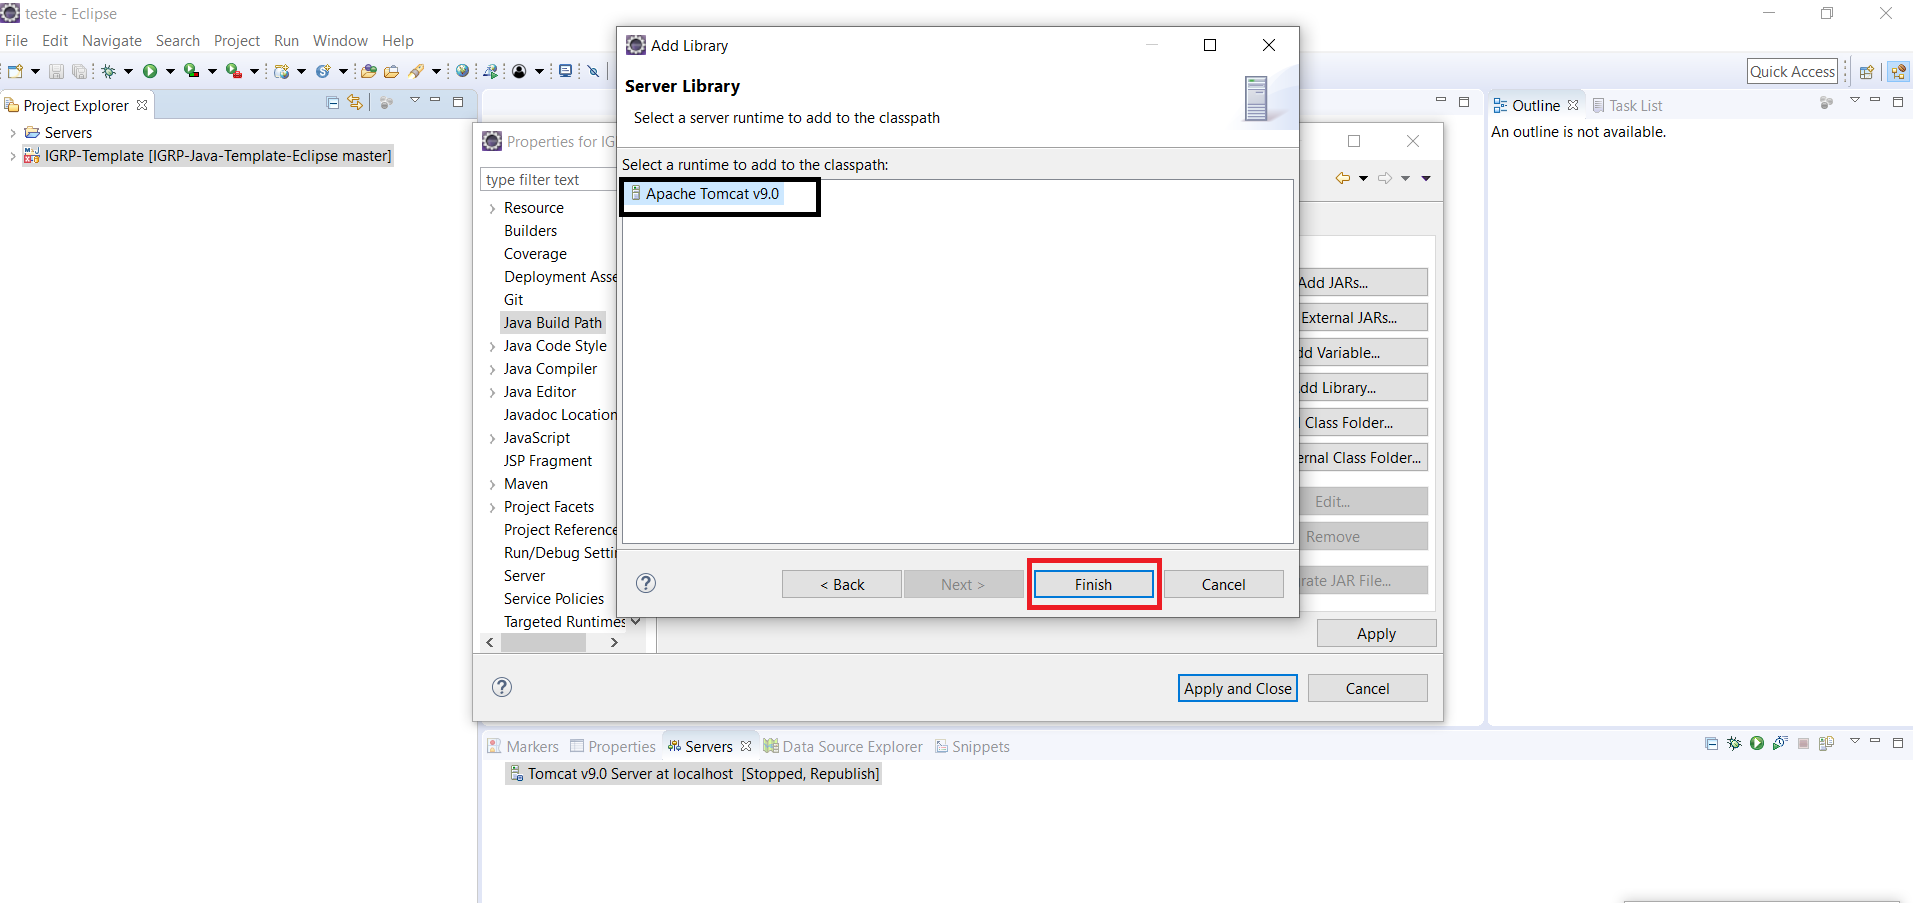 teste - Eclipse
File Edit Navigate Search Project Run Window Help
Quick Access
Project Explorer
Servers
IGRP-Template [IGRP-Java-Template-Eclipse master]
Properties for IG
type filter text
Resource
Builders
Coverage
Deployment Asse
Git
Java Build Path
Java Code Style
Java Compiler
Java Editor
Javadoc Location
JavaScript
JSP Fragment
Maven
Project Facets
Project Reference
Run/Debug Settin
Server
Service Policies
Targeted Runtimes
Add Library
Server Library
Select a server runtime to add to the classpath
Select a runtime to add to the classpath:
Apache Tomcat v9.0
< Back
Next >
Finish
Cancel
Add JARs...
External JARs...
dd Variable...
dd Library...
Class Folder...
ernal Class Folder...
Edit...
Remove
rate JAR File...
Apply
Apply and Close
Cancel
Outline
Task List
An outline is not available.
Markers
Properties
Servers
Data Source Explorer
Snippets
Tomcat v9.0 Server at localhost [Stopped, Republish]